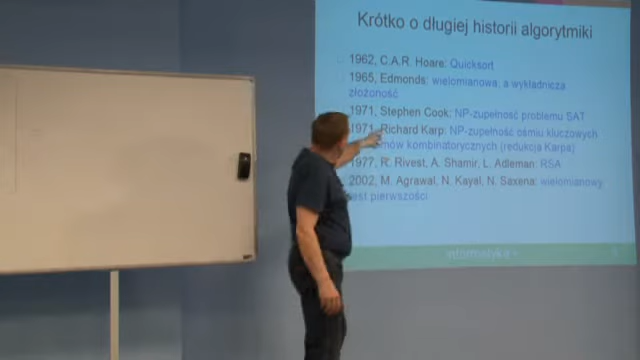 Krótko o długiej historii algorytmiki
1962, C.A.R. Hoare: Quicksort
1965, Edmonds: wielomianowa, a wykładnicza
złożoność
1971, Stephen Cook: NP-zupełność problemu SAT
1971, Richard Karp: NP-zupełność ośmiu kluczowych
mów kombinatorycznych (redukcja Karpa)
1977, R. Rivest, A. Shamir, L. Adleman: RSA
2002, M. Agrawal, N. Kayal, N. Saxena: wielomianowy
test pierwszości
informatyka +